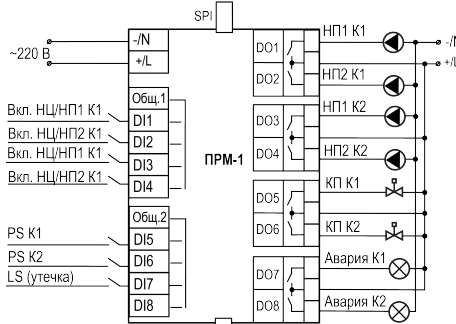 SPI
~220 В
-/N
+/L
Общ.1
Вкл. НЦ/НП1 К1
DI1
Вкл. НЦ/НП2 К1
DI2
Вкл. НЦ/НП1 К1
DI3
Вкл. НЦ/НП2 К1
DI4
Общ.2
PS К1
DI5
PS К2
DI6
LS (утечка)
DI7
DI8
ПРМ-1
DO1
НП1 К1
DO2
НП2 К1
DO3
НП1 К2
DO4
НП2 К2
DO5
КП К1
DO6
КП К2
DO7
Авария К1
DO8
Авария К2
-/N
+/L